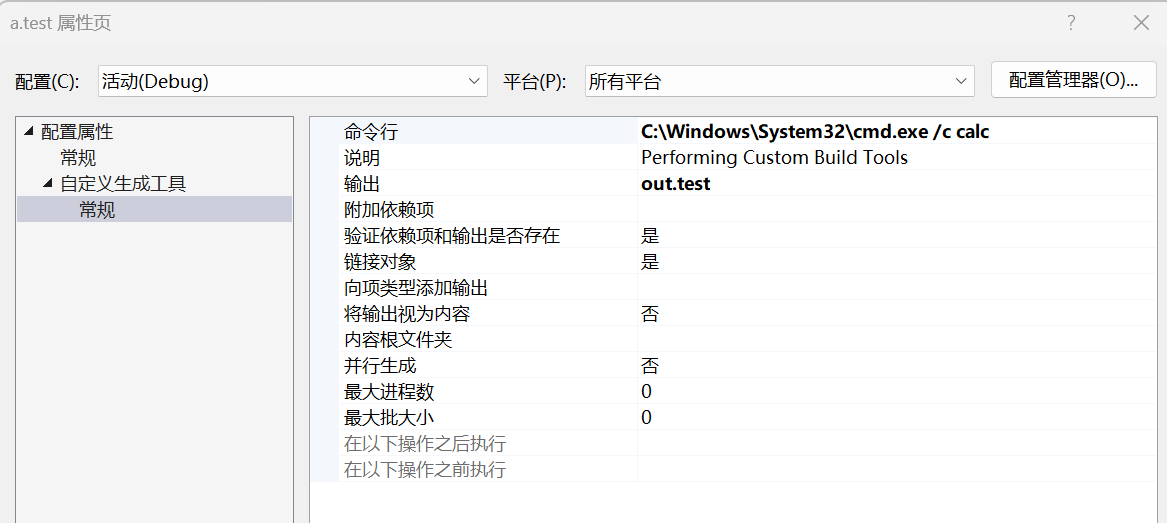 a.test 属性页
配置(C): 活动(Debug) 平台(P): 所有平台 配置管理器(O)...
配置属性
常规
自定义生成工具
常规
命令行 C:\Windows\System32\cmd.exe /c calc
说明 Performing Custom Build Tools
输出 out.test
附加依赖项
验证依赖项和输出是否存在 是
链接对象 是
向项类型添加输出
将输出视为内容 否
内容根文件夹
并行生成 否
最大进程数 0
最大批大小 0
在以下操作之后执行
在以下操作之前执行